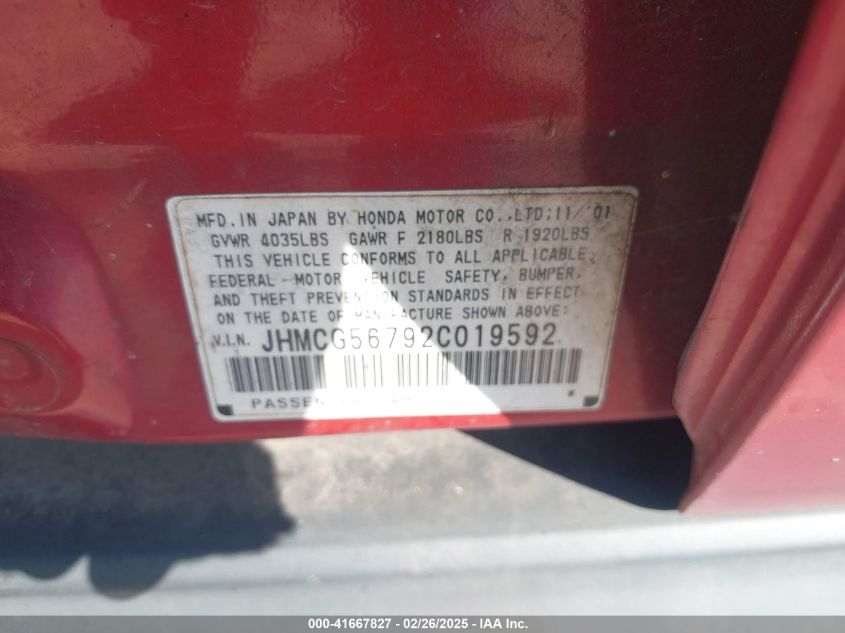 MFD. IN JAPAN BY HONDA MOTOR CO., LTD; 11/'01
GVWR 4035LBS GAWR F 2180LBS R 1920LBS
THIS VEHICLE CONFORMS TO ALL APPLICABLE
FEDERAL MOTOR VEHICLE SAFETY, BUMPER,
AND THEFT PREVENTION STANDARDS IN EFFECT
ON THE DATE OF MANUFACTURE SHOWN ABOVE:
V.I.N. JHMCG56792C019592
PASSENGER CAR
000-41667827 - 02/26/2025 - IAA Inc.